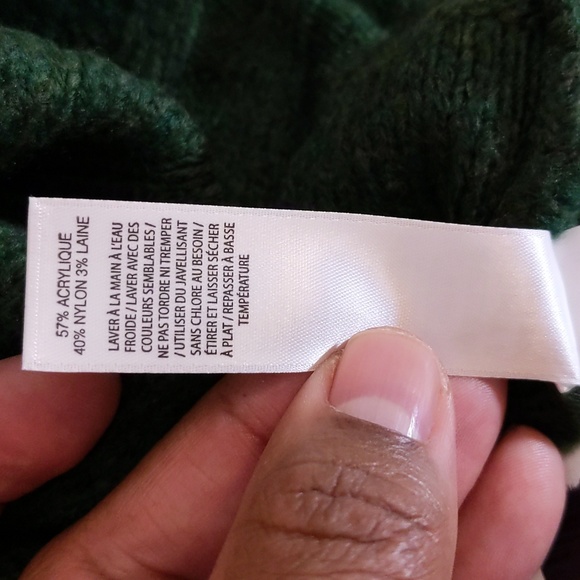 57% ACRYLIQUE
40% NYLON 3% LAINE
LAVER À LA MAIN À L'EAU
FROIDE / LAVER AVEC DES
COULEURS SEMBLABLES /
NE PAS TORDRE NI TREMPER
/ UTILISER DU JAVELLISANT
SANS CHLORE AU BESOIN /
ÉTIRER ET LAISSER SÉCHER
À PLAT / REPASSER À BASSE
TEMPÉRATURE